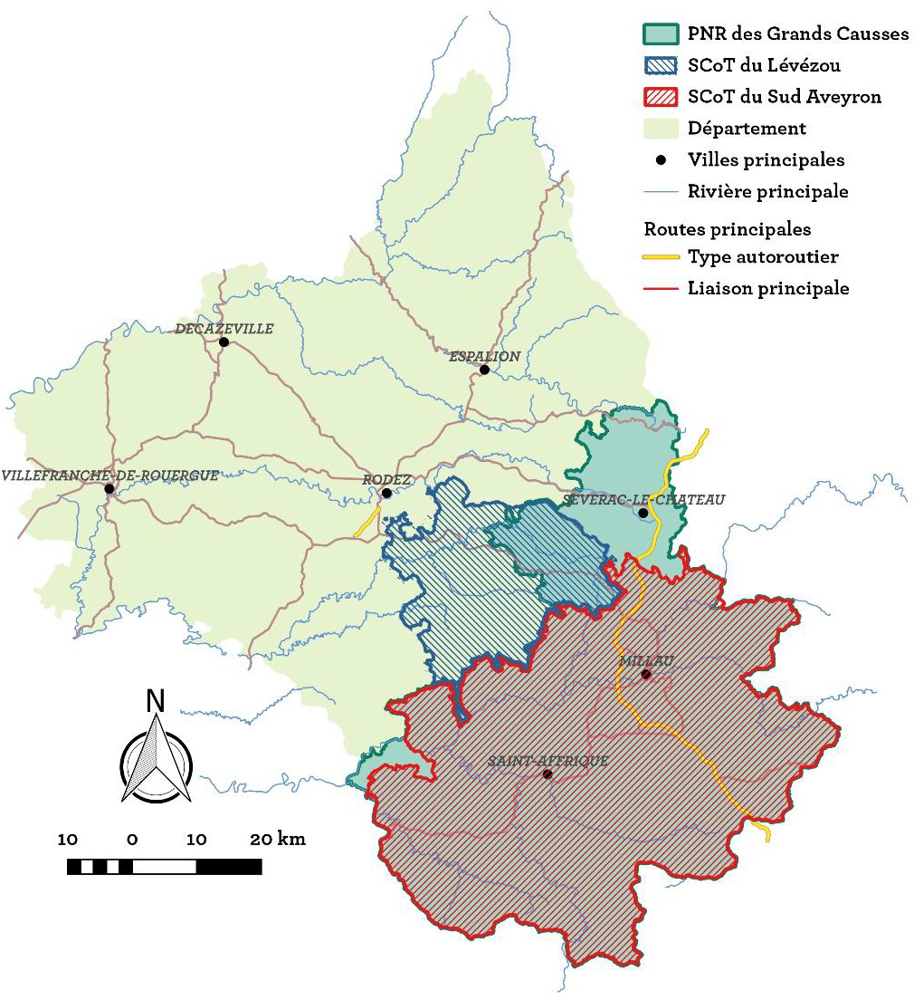 PNR des Grands Causses
SCoT du Lévézou
SCoT du Sud Aveyron
Département
Villes principales
Rivière principale
Routes principales
Type autoroutier
Liaison principale
DECAZEVILLE
ESPALION
VILLEFRANCHE-DE-ROUERGUE
RODEZ
SEVERAC-LE-CHATEAU
MILLAU
N
SAINT-AFFRIQUE
10 0 10 20 km